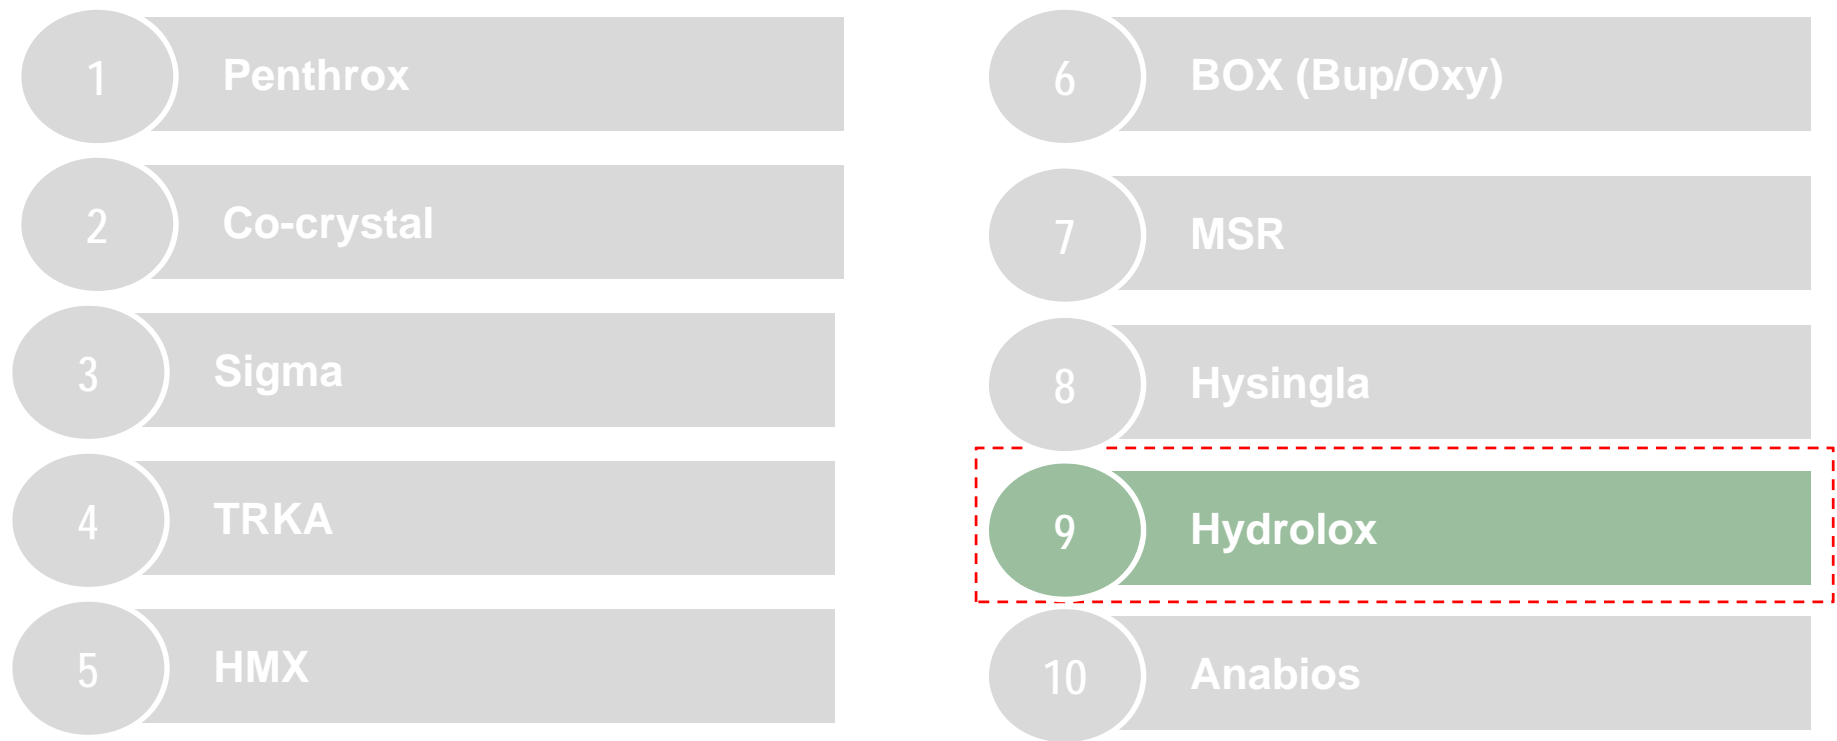 1 Penthrox
2 Co-crystal
3 Sigma
4 TRKA
5 HMX
6 BOX (Bup/Oxy)
7 MSR
8 Hysingla
9 Hydrolox
10 Anabios